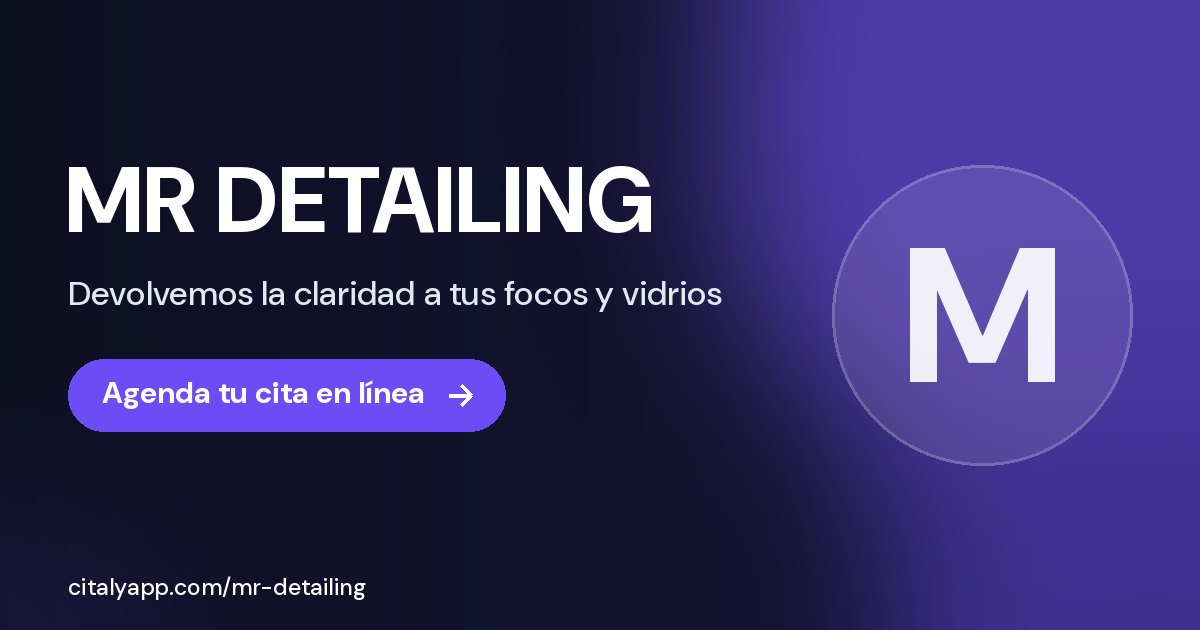 MR DETAILING
Devolvemos la claridad a tus focos y vidrios
Agenda tu cita en línea →
M
citalyapp.com/mr-detailing